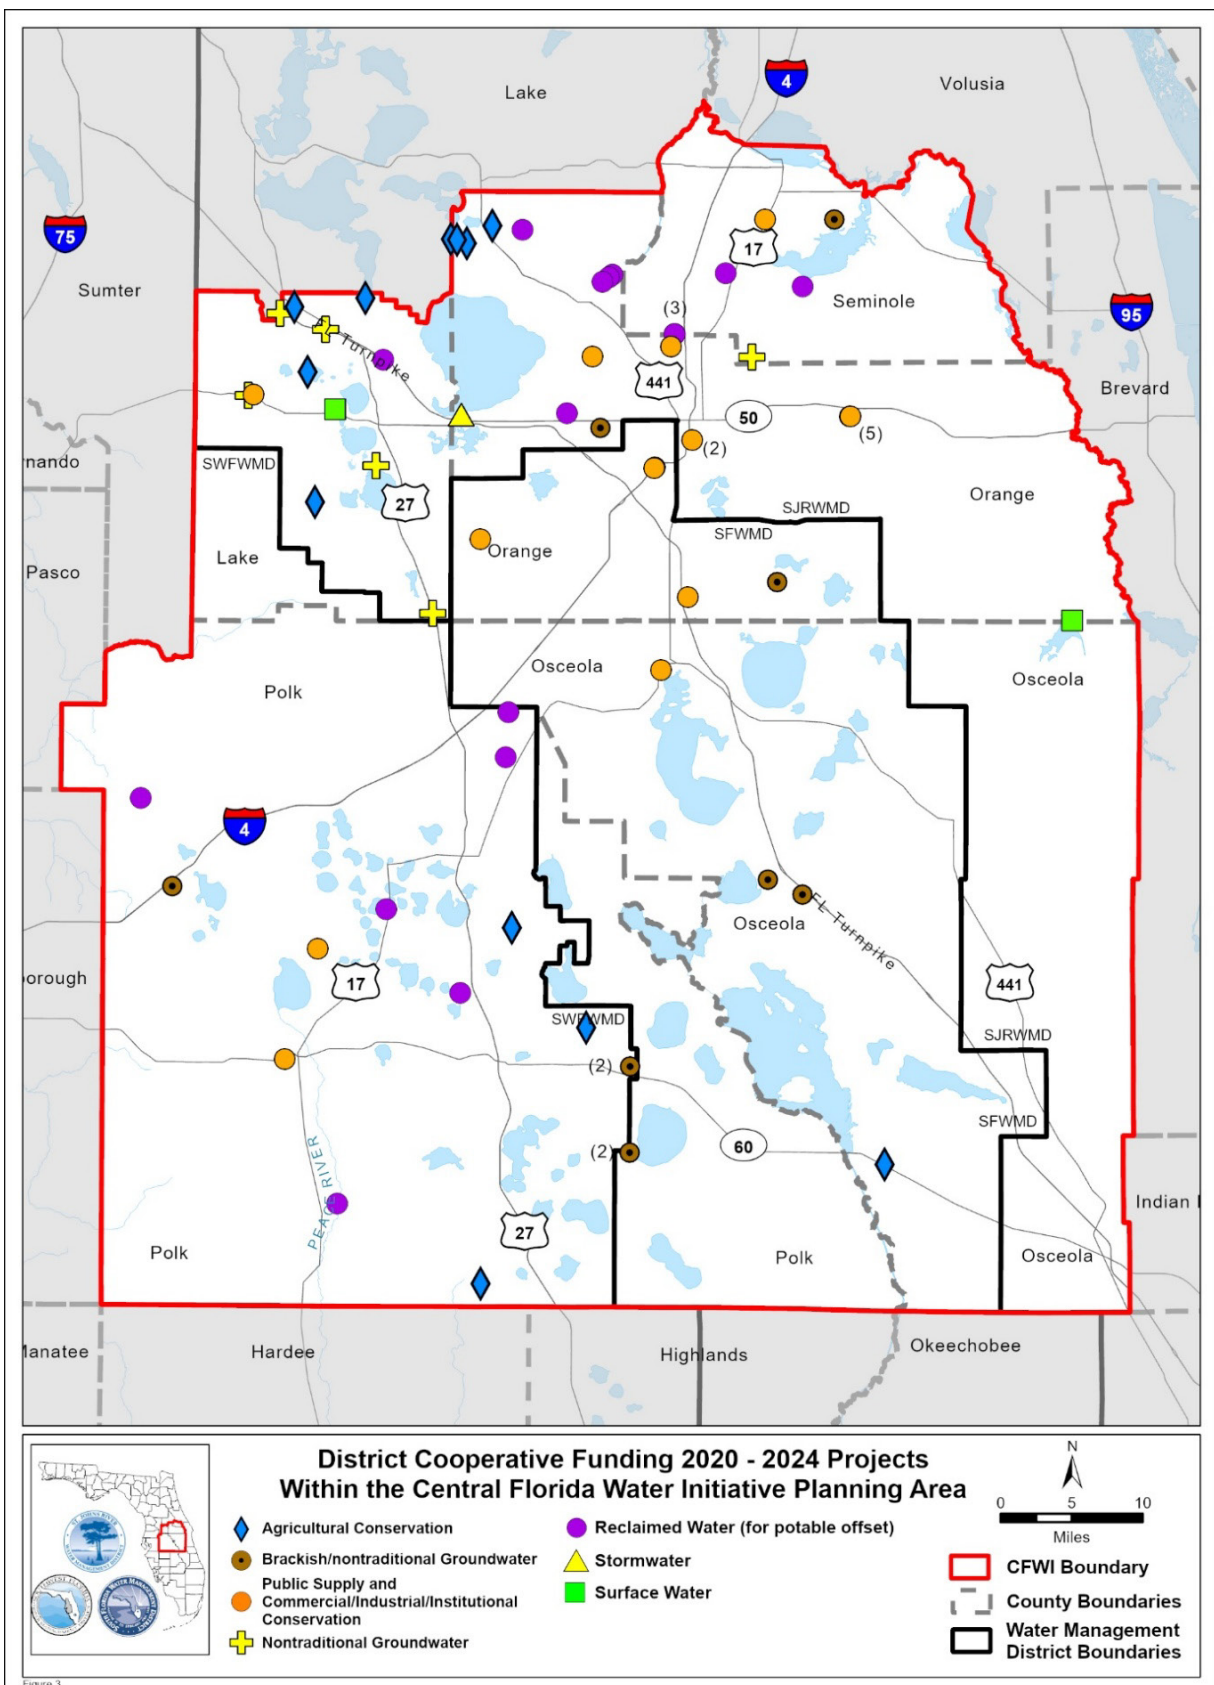 Lake
Volusia
4
75
Sumter
17
Seminole
95
(3)
FL Turnpike
441
Brevard
50
(5)
(2)
nando
SWFWMD
27
Orange
SJRWMD
SFWMD
Lake
Orange
Pasco
Osceola
Osceola
Polk
4
Osceola
FL Turnpike
orough
17
441
SWFWMD
SJRWMD
(2)
SFWMD
60
(2)
PEACE RIVER
27
Indian
Polk
Polk
Osceola
Manatee
Hardee
Highlands
Okeechobee
District Cooperative Funding 2020 - 2024 Projects
Within the Central Florida Water Initiative Planning Area
N
0 5 10
Miles
Agricultural Conservation
Brackish/nontraditional Groundwater
Public Supply and
Commercial/Industrial/Institutional
Conservation
Nontraditional Groundwater
Reclaimed Water (for potable offset)
Stormwater
Surface Water
CFWI Boundary
County Boundaries
Water Management
District Boundaries
Figure 3